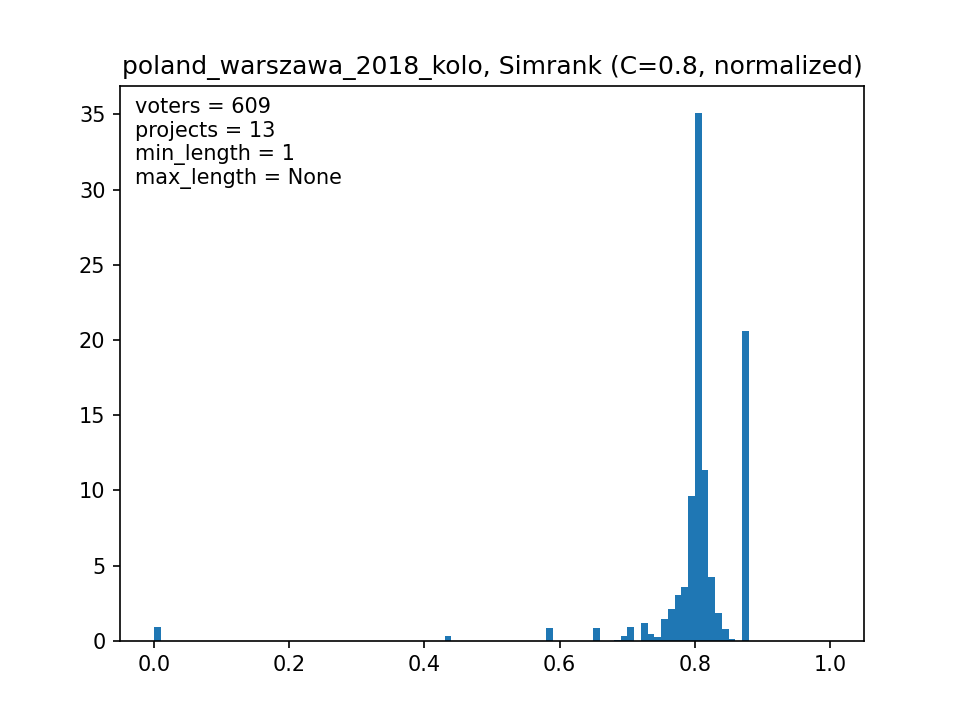 poland_warszawa_2018_kolo, Simrank (C=0.8, normalized)
voters = 609
projects = 13
min_length = 1
max_length = None
35
30
25
20
15
10
5
0
0.0 0.2 0.4 0.6 0.8 1.0